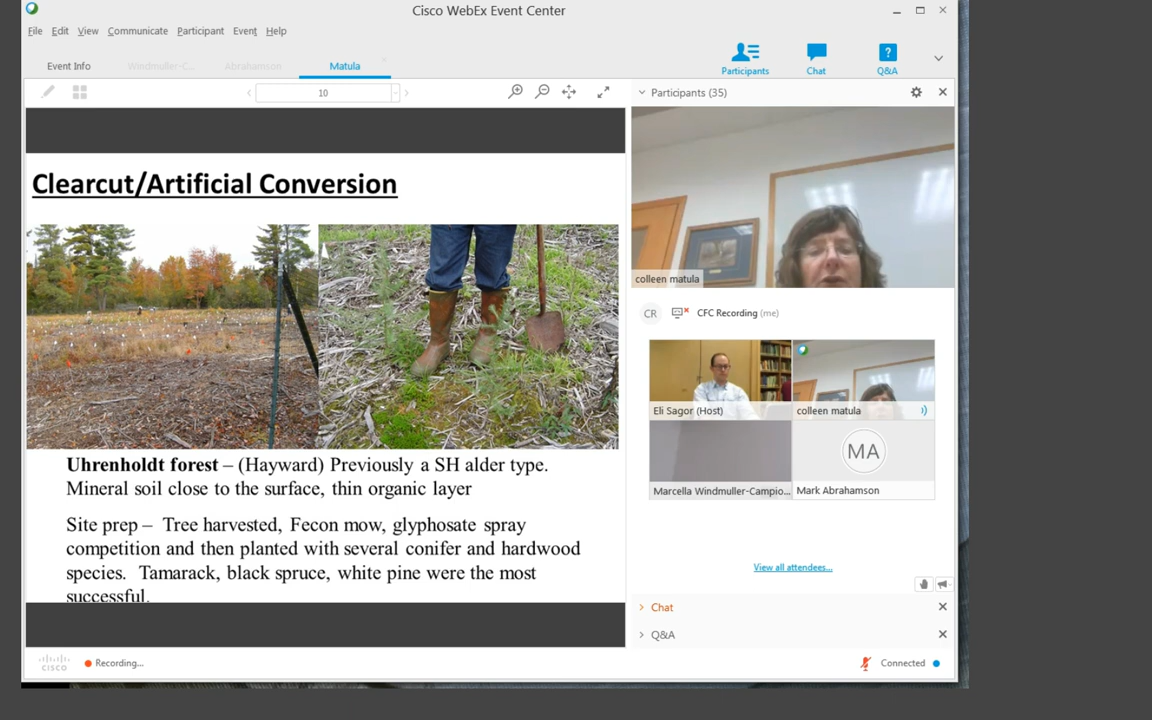 Cisco WebEx Event Center
File Edit View Communicate Participant Event Help
Event Info
Windmuller-C...
Abrahamson
Matula
Participants
Chat
Q&A
10
Participants (35)
Clearcut/Artificial Conversion
Uhrenholdt forest – (Hayward) Previously a SH alder type.
Mineral soil close to the surface, thin organic layer
Site prep – Tree harvested, Fecon mow, glyphosate spray
competition and then planted with several conifer and hardwood
species. Tamarack, black spruce, white pine were the most
successful.
colleen matula
CR
CFC Recording (me)
Eli Sagor (Host)
colleen matula
Marcella Windmuller-Campio...
MA
Mark Abrahamson
View all attendees...
Chat
Q&A
CISCO
Recording...
Connected